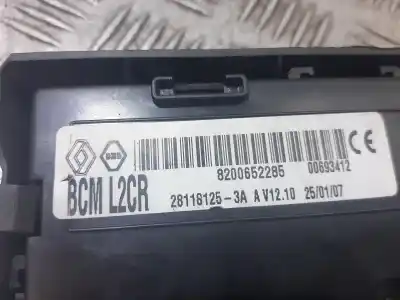 8200652285 00693412
BCM L2CR 28118125-3A A V12.10 25/01/07
CE